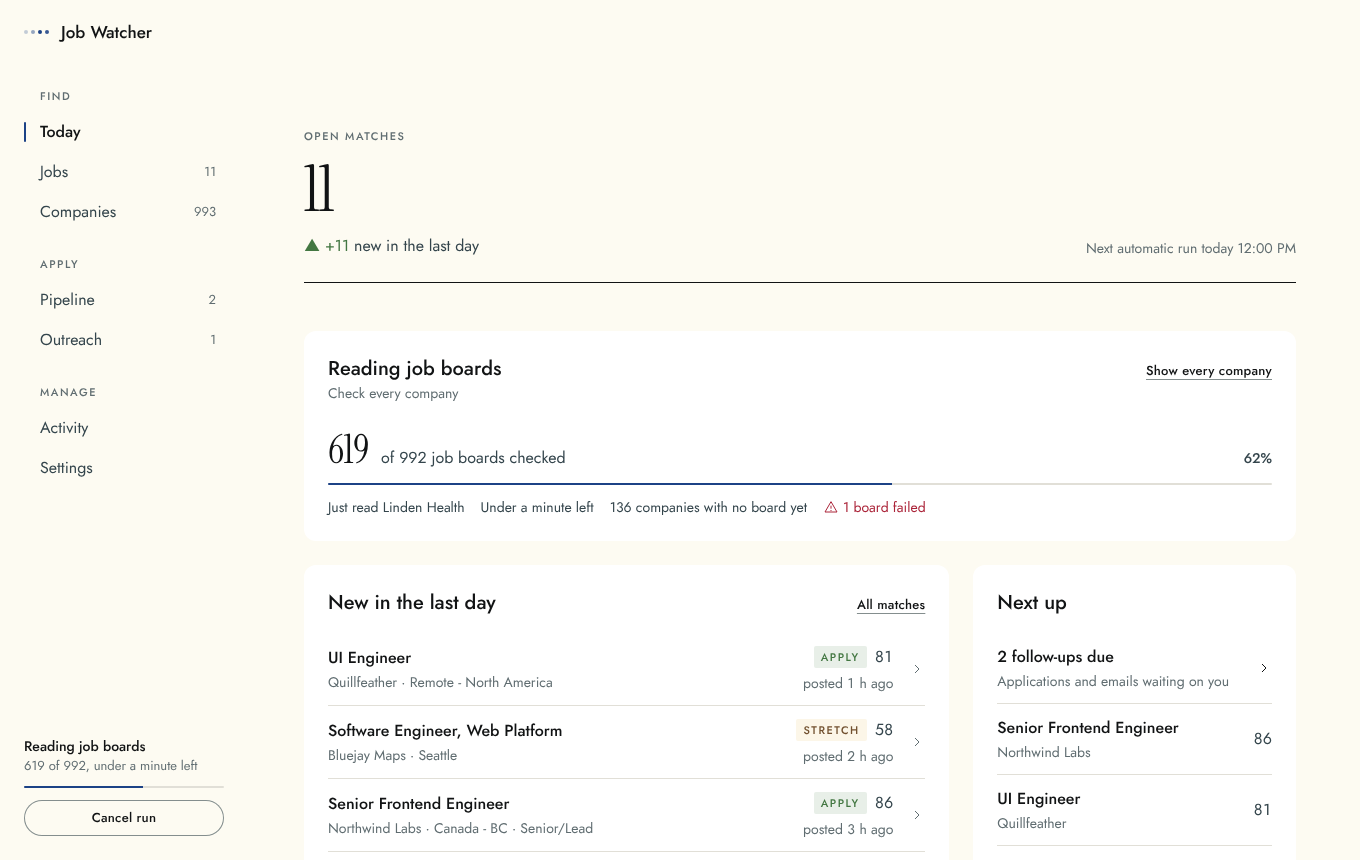 Job Watcher
FIND
Today
Jobs 11
Companies 993
APPLY
Pipeline 2
Outreach 1
MANAGE
Activity
Settings
Reading job boards
619 of 992, under a minute left
Cancel run
OPEN MATCHES
11
▲ +11 new in the last day
Next automatic run today 12:00 PM
Reading job boards
Show every company
Check every company
619 of 992 job boards checked
62%
Just read Linden Health Under a minute left 136 companies with no board yet 1 board failed
New in the last day
All matches
UI Engineer
APPLY 81
Quillfeather · Remote - North America
posted 1 h ago
Software Engineer, Web Platform
STRETCH 58
Bluejay Maps · Seattle
posted 2 h ago
Senior Frontend Engineer
APPLY 86
Northwind Labs · Canada - BC · Senior/Lead
posted 3 h ago
Next up
2 follow-ups due
Applications and emails waiting on you
Senior Frontend Engineer
Northwind Labs
86
UI Engineer
Quillfeather
81